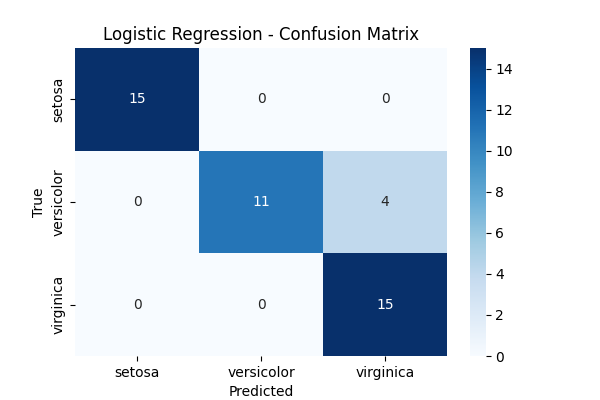 Logistic Regression - Confusion Matrix
setosa 15 0 0
versicolor 0 11 4
virginica 0 0 15
True
setosa versicolor virginica
Predicted
14
12
10
8
6
4
2
0